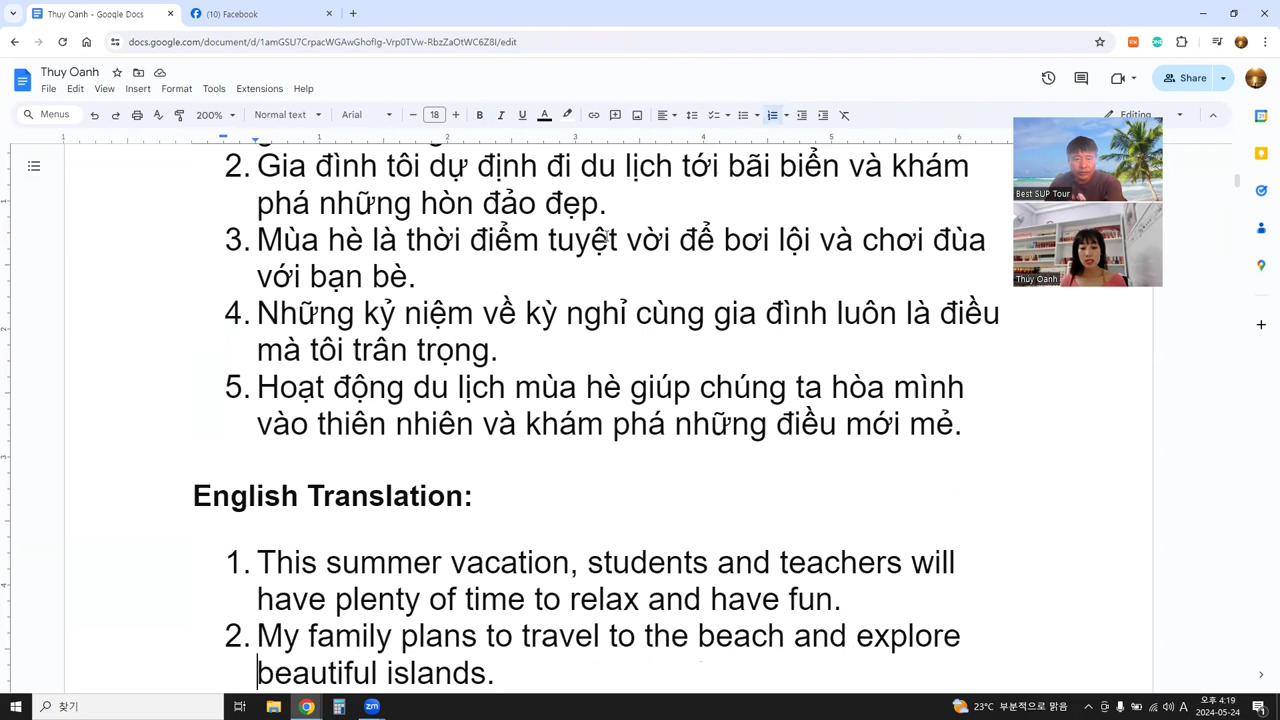 Thuy Oanh - Google Docs
(10) Facebook
docs.google.com/document/d/1amGSU7CrpacWGAwGhofIg-Vrp0TVw-RbzZaOtWC6Z8I/edit
Thuy Oanh
File Edit View Insert Format Tools Extensions Help
Share
Menus 200% Normal text Arial 18 Editing
1 1 2 3 4 5 6
2. Gia đình tôi dự định đi du lịch tới bãi biển và khám
phá những hòn đảo đẹp.
3. Mùa hè là thời điểm tuyệt vời để bơi lội và chơi đùa
với bạn bè.
4. Những kỷ niệm về kỳ nghỉ cùng gia đình luôn là điều
mà tôi trân trọng.
5. Hoạt động du lịch mùa hè giúp chúng ta hòa mình
vào thiên nhiên và khám phá những điều mới mẻ.
English Translation:
1. This summer vacation, students and teachers will
have plenty of time to relax and have fun.
2. My family plans to travel to the beach and explore
beautiful islands.
Best SUP Tour
Thúy Oanh
찾기
23°C 부분적으로 맑음
오후 4:19
2024-05-24